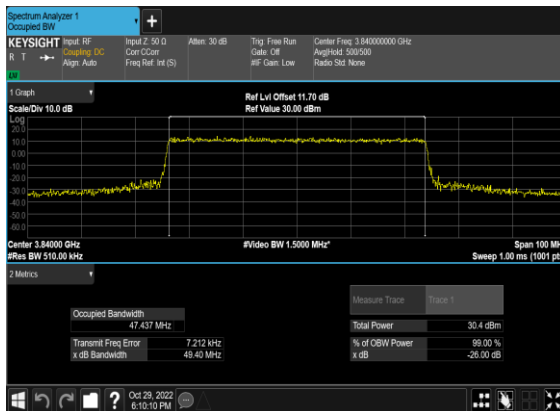 Spectrum Analyzer 1
Occupied BW
KEYSIGHT Input: RF Input Z: 50 Ω Atten: 30 dB Trig: Free Run Center Freq: 3.840000000 GHz
R T Coupling: DC Corr CCorr Gate: Off Avg|Hold: 500/500
Align: Auto Freq Ref: Int (S) #IF Gain: Low Radio Std: None
1 Graph
Scale/Div 10.0 dB Ref Lvl Offset 11.70 dB
Ref Value 30.00 dBm
Log
20.0
10.0
0.00
-10.0
-20.0
-30.0
-40.0
-50.0
-60.0
Center 3.84000 GHz #Video BW 1.5000 MHz* Span 100 MH
#Res BW 510.00 kHz Sweep 1.00 ms (1001 pt
2 Metrics
Measure Trace Trace 1
Occupied Bandwidth
47.437 MHz
Total Power 30.4 dBm
Transmit Freq Error 7.212 kHz % of OBW Power 99.00 %
x dB Bandwidth 49.40 MHz x dB -26.00 dB
? Oct 29, 2022
6:10:10 PM